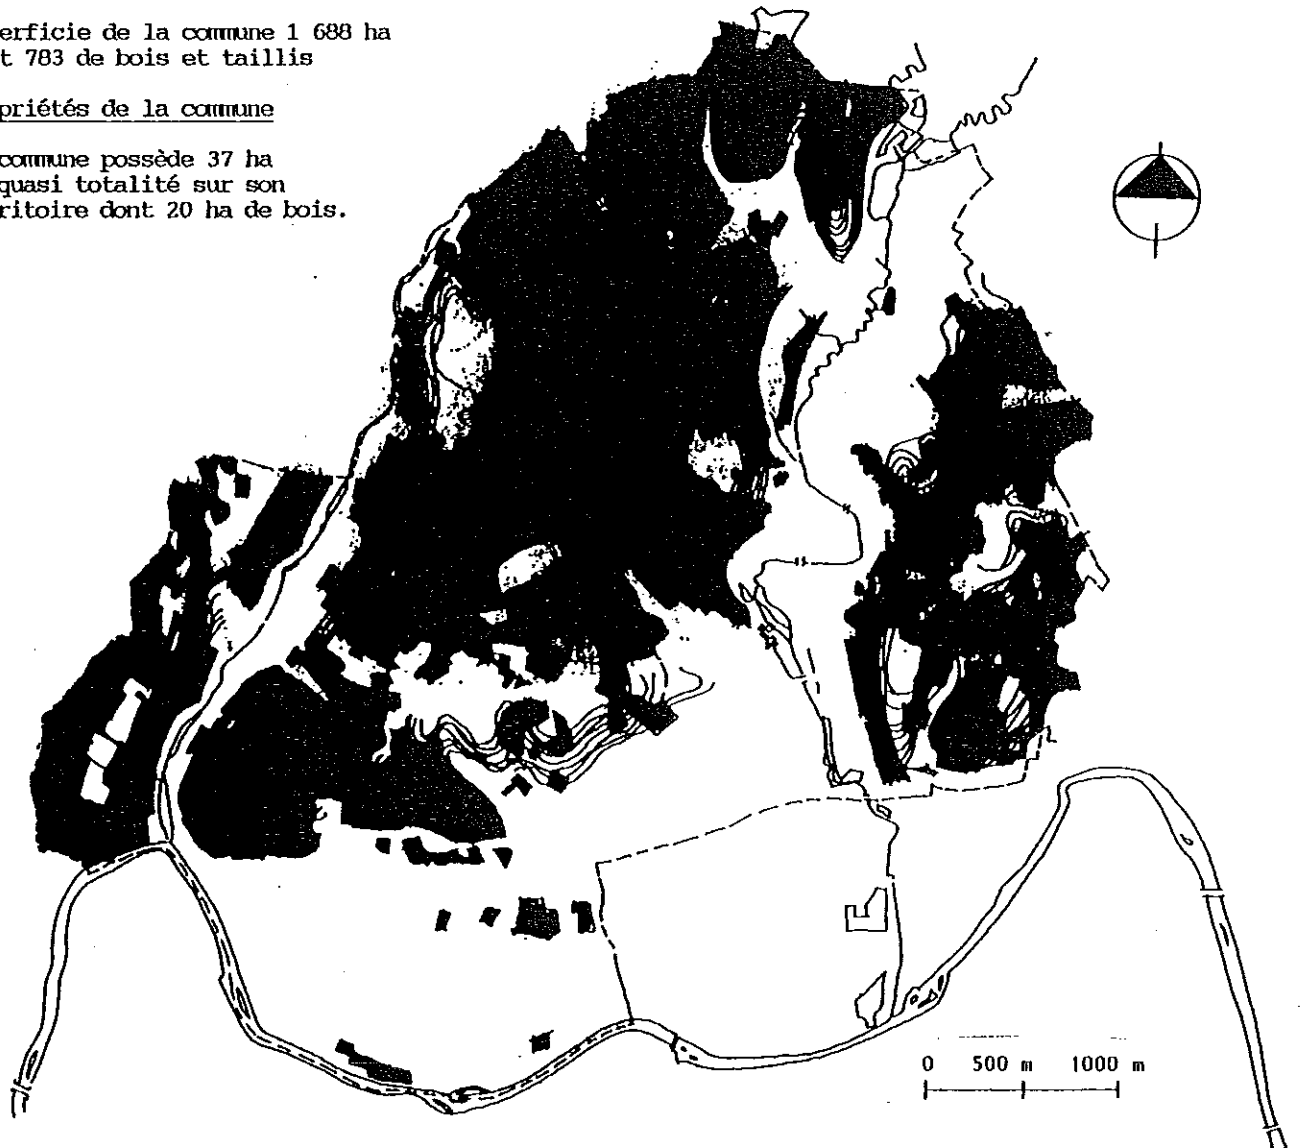 erficie de la commune 1 688 ha
t 783 de bois et taillis
priétés de la commune
commune possède 37 ha
quasi totalité sur son
ritoire dont 20 ha de bois.
0 500 m 1000 m